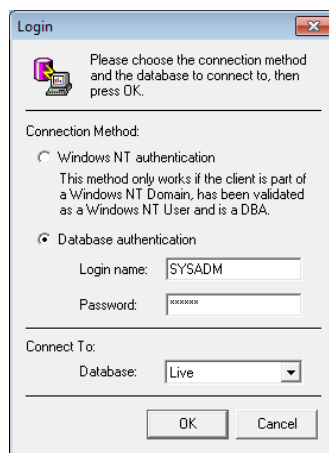 Login
Please choose the connection method
and the database to connect to, then
press OK.
Connection Method:
Windows NT authentication
This method only works if the client is part of
a Windows NT Domain, has been validated
as a Windows NT User and is a DBA.
Database authentication
Login name: SYSADM
Password: ******
Connect To:
Database: Live
OK Cancel